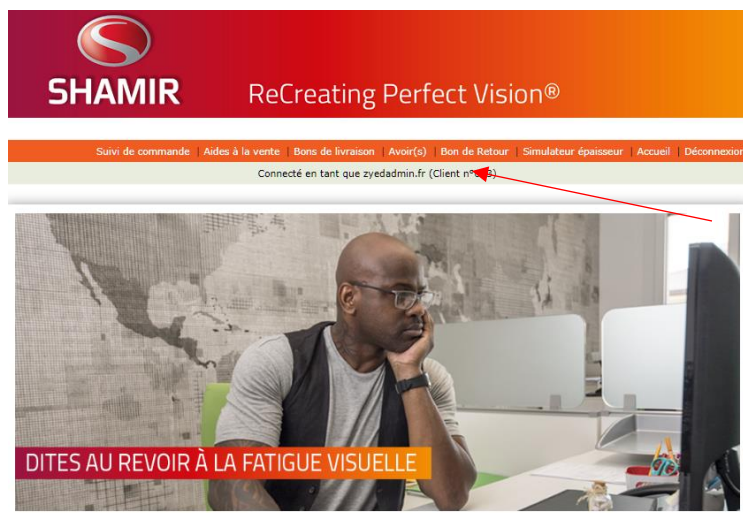 SHAMIR
ReCreating Perfect Vision®
Suivi de commande | Aides à la vente | Bons de livraison | Avoir(s) | Bon de Retour | Simulateur épaisseur | Accueil | Déconnexion
Connecté en tant que zyedadmin.fr (Client
DITES AU REVOIR À LA FATIGUE VISUELLE